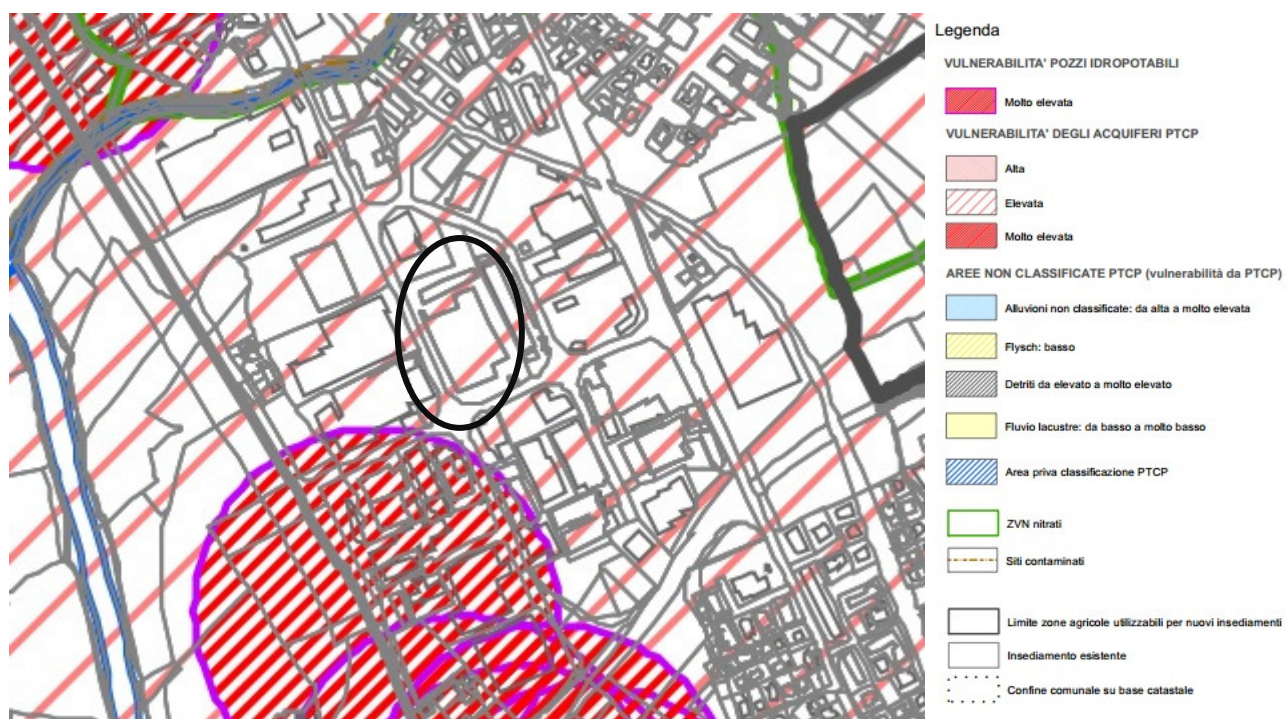 Legenda
VULNERABILITA' POZZI IDROPOTABILI
Molto elevata
VULNERABILITA' DEGLI ACQUIFERI PTCP
Alta
Elevata
Molto elevata
AREE NON CLASSIFICATE PTCP (vulnerabilità da PTCP)
Alluvioni non classificate: da alta a molto elevata
Flysch: basso
Detriti da elevato a molto elevato
Fluvio lacustre: da basso a molto basso
Area priva classificazione PTCP
ZVN nitrati
Siti contaminati
Limite zone agricole utilizzabili per nuovi insediamenti
Insediamento esistente
Confine comunale su base catastale